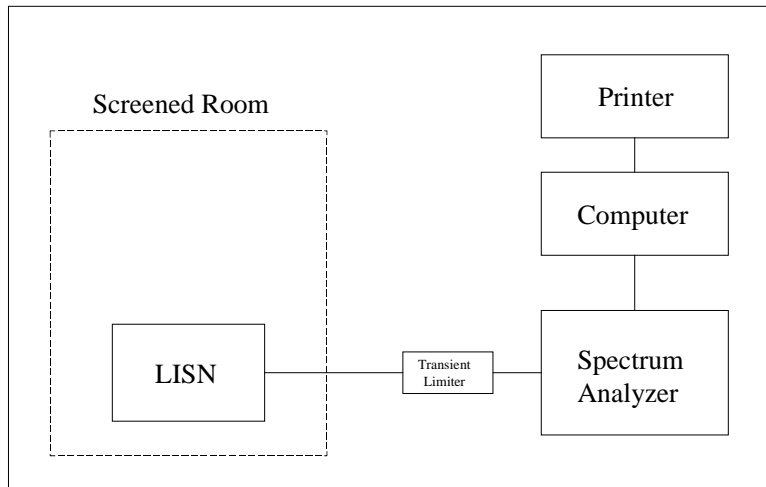 Screened Room
Printer
Computer
LISN
Transient
Limiter
Spectrum
Analyzer